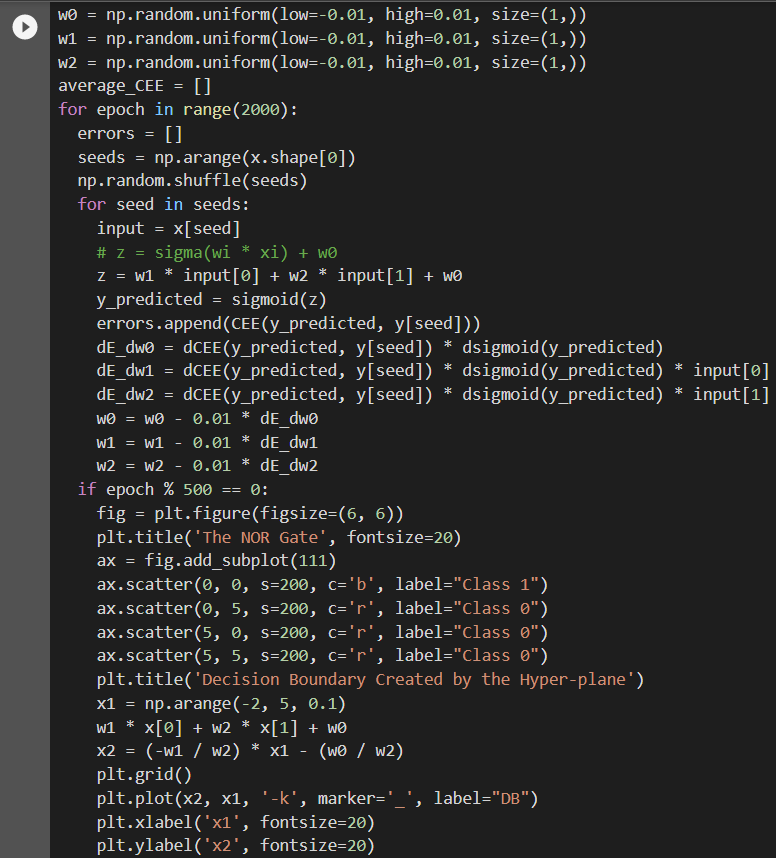 w0 = np.random.uniform(low=-0.01, high=0.01, size=(1,))
w1 = np.random.uniform(low=-0.01, high=0.01, size=(1,))
w2 = np.random.uniform(low=-0.01, high=0.01, size=(1,))
average_CEE = []
for epoch in range(2000):
  errors = []
  seeds = np.arange(x.shape[0])
  np.random.shuffle(seeds)
  for seed in seeds:
    input = x[seed]
    # z = sigma(wi * xi) + w0
    z = w1 * input[0] + w2 * input[1] + w0
    y_predicted = sigmoid(z)
    errors.append(CEE(y_predicted, y[seed]))
    dE_dw0 = dCEE(y_predicted, y[seed]) * dsigmoid(y_predicted)
    dE_dw1 = dCEE(y_predicted, y[seed]) * dsigmoid(y_predicted) * input[0]
    dE_dw2 = dCEE(y_predicted, y[seed]) * dsigmoid(y_predicted) * input[1]
    w0 = w0 - 0.01 * dE_dw0
    w1 = w1 - 0.01 * dE_dw1
    w2 = w2 - 0.01 * dE_dw2
  if epoch % 500 == 0:
    fig = plt.figure(figsize=(6, 6))
    plt.title('The NOR Gate', fontsize=20)
    ax = fig.add_subplot(111)
    ax.scatter(0, 0, s=200, c='b', label="Class 1")
    ax.scatter(0, 5, s=200, c='r', label="Class 0")
    ax.scatter(5, 0, s=200, c='r', label="Class 0")
    ax.scatter(5, 5, s=200, c='r', label="Class 0")
    plt.title('Decision Boundary Created by the Hyper-plane')
    x1 = np.arange(-2, 5, 0.1)
    w1 * x[0] + w2 * x[1] + w0
    x2 = (-w1 / w2) * x1 - (w0 / w2)
    plt.grid()
    plt.plot(x2, x1, '-k', marker='_', label="DB")
    plt.xlabel('x1', fontsize=20)
    plt.ylabel('x2', fontsize=20)